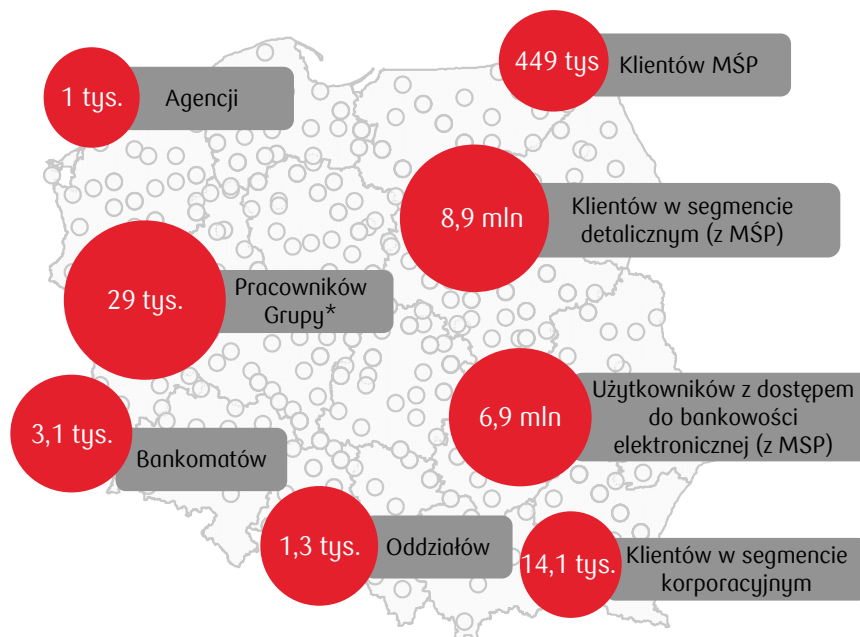 449 tys
Klientów MŚP
1 tys.
Agencji
8,9 mln
Klientów w segmencie
detalicznym (z MŚP)
29 tys.
Pracowników
Grupy*
6,9 mln
Użytkowników z dostępem
do bankowości
elektronicznej (z MSP)
3,1 tys.
Bankomatów
1,3 tys.
Oddziałów
14,1 tys.
Klientów w segmencie
korporacyjnym